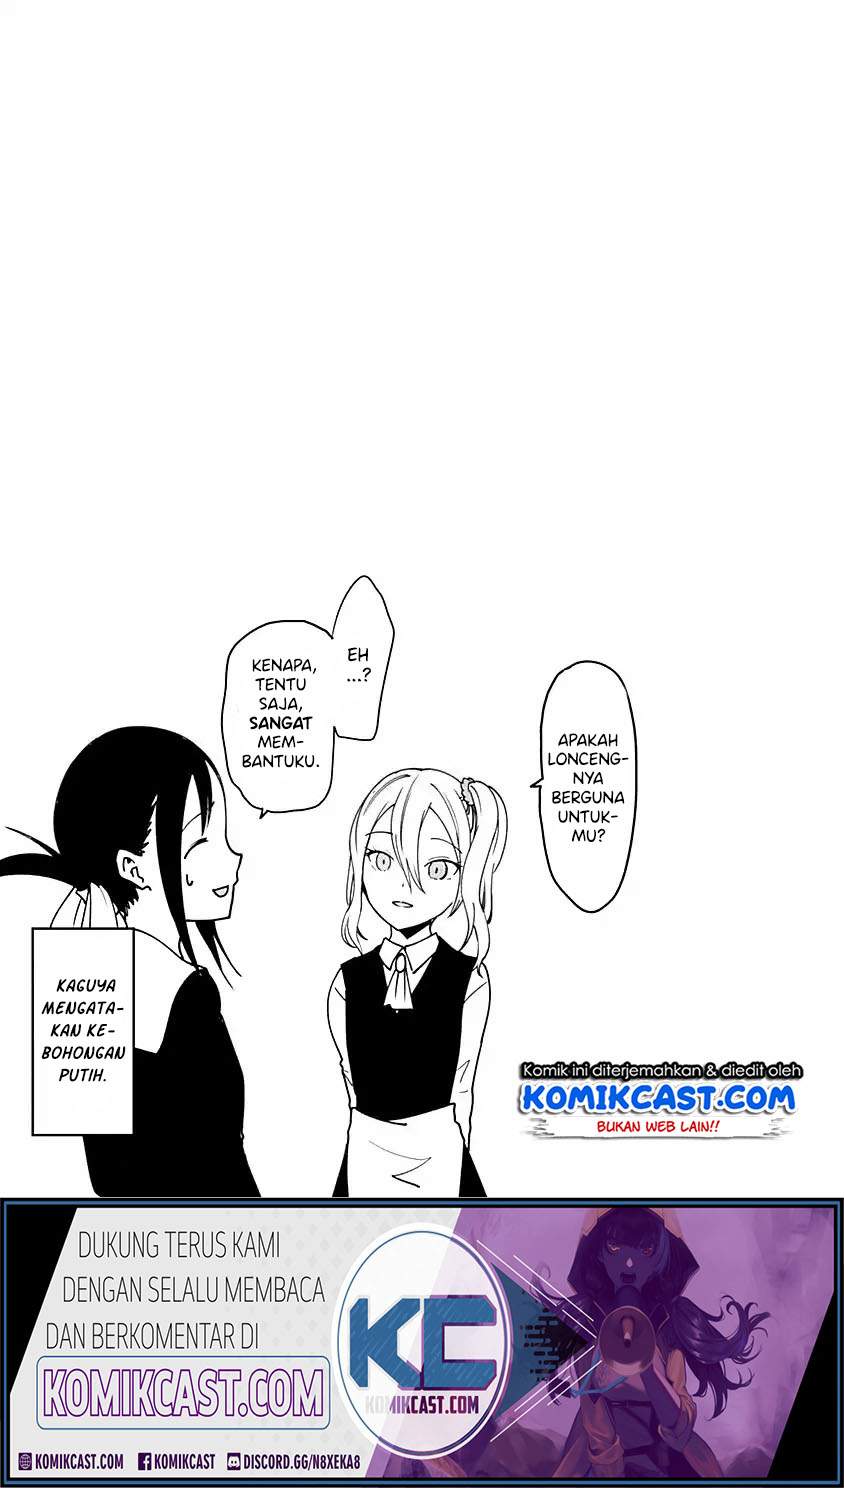 APAKAH
LONCENG-
NYA
BERGUNA
UNTUK-
MU?
EH
...?
KENAPA,
TENTU
SAJA,
SANGAT
MEM-
BANTUKU.
KAGUYA
MENGATA-
KAN KE-
BOHONGAN
PUTIH.
Komik ini diterjemahkan & diedit oleh
KOMIKCAST.COM
BUKAN WEB LAIN!!
DUKUNG TERUS KAMI
DENGAN SELALU MEMBACA
DAN BERKOMENTAR DI
KOMIKCAST.COM
KC
KOMIKCAST.COM
KOMIKCAST.COM KOMIKCAST DISCORD.GG/N8XEKA8